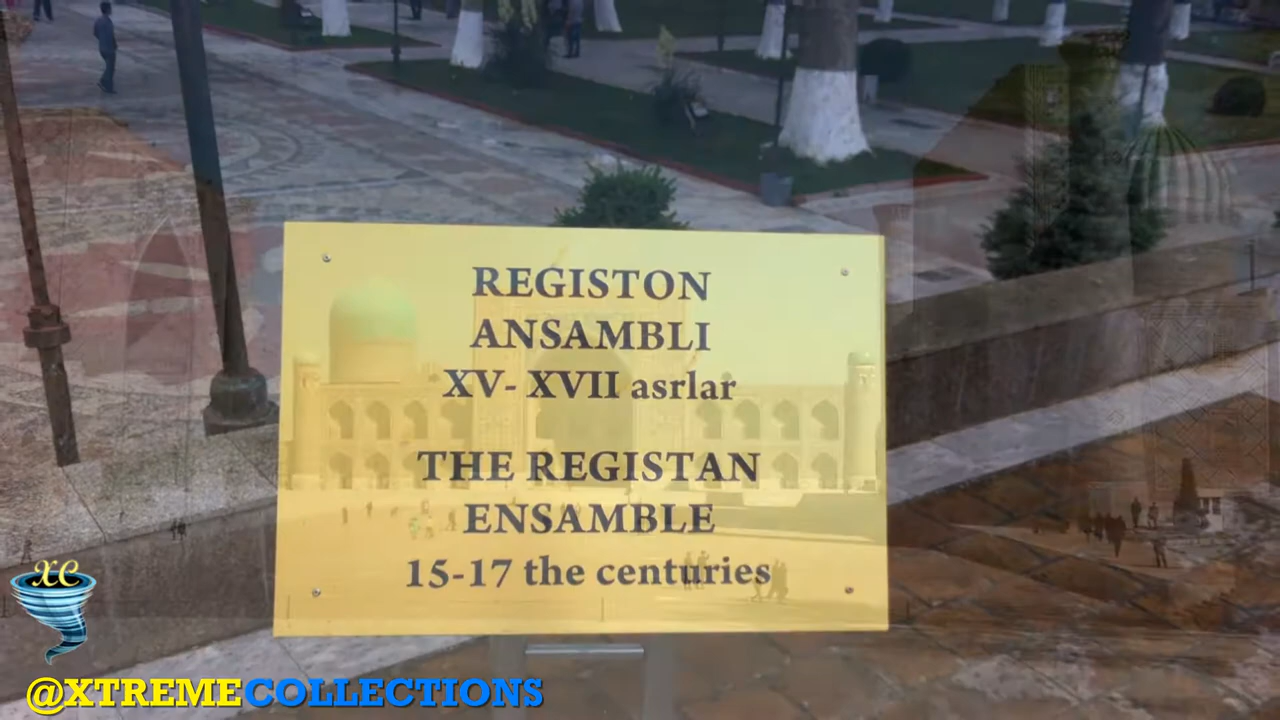 REGISTON
ANSAMBLI
XV- XVII asrlar
THE REGISTAN
ENSAMBLE
15-17 the centuries
XC
@XTREMECOLLECTIONS